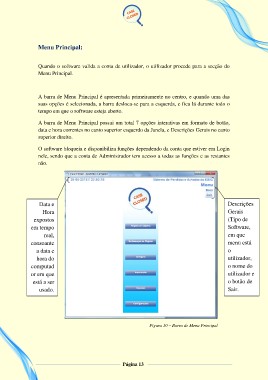 Menu Principal:
Quando o software valida a conta de utilizador, o utilizador procede para a secção do
Menu Principal.
A barra de Menu Principal é apresentada primeiramente no centro, e quando uma das
suas opções é selecionada, a barra desloca-se para a esquerda, e fica lá durante todo o
tempo em que o software esteja aberto.
A barra de Menu Principal possui um total 7 opções interativas em formato de botão,
data e hora correntes no canto superior esquerdo da Janela, e Descrições Gerais no canto
superior direito.
O software bloqueia e disponibiliza funções dependendo da conta que estiver em Login
nele, sendo que a conta de Administrador tem acesso a todas as funções e as restantes
não.
Data e
Hora
expostos
em tempo
real,
consoante
a data e
hora do
computad
or em que
está a ser
usado.
Menu
Descrições
Gerais
(Tipo de
Software,
em que
menu está
o
utilizador,
o nome do
utilizador e
o botão de
Sair.
Figura 10 – Barra de Menu Principal
Página 13